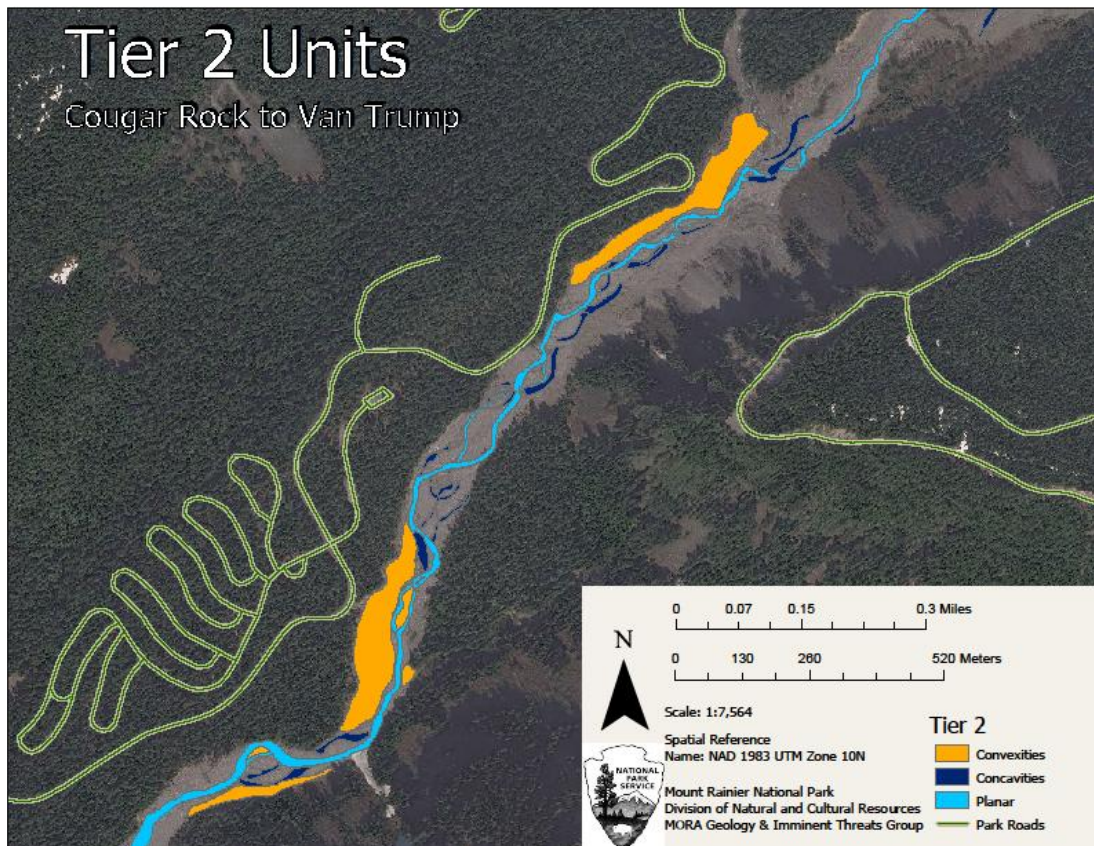 Tier 2 Units
Cougar Rock to Van Trump
0 0.07 0.15 0.3 Miles
N
0 130 260 520 Meters
Scale: 1:7,564
Spatial Reference
Name: NAD 1983 UTM Zone 10N
NATIONAL
PARK
SERVICE
Mount Rainier National Park
Division of Natural and Cultural Resources
MORA Geology & Imminent Threats Group
Tier 2
Convexities
Concavities
Planar
Park Roads